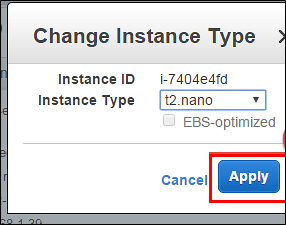 Change Instance Type
Instance ID i-7404e4fd
Instance Type t2.nano
EBS-optimized
Cancel Apply